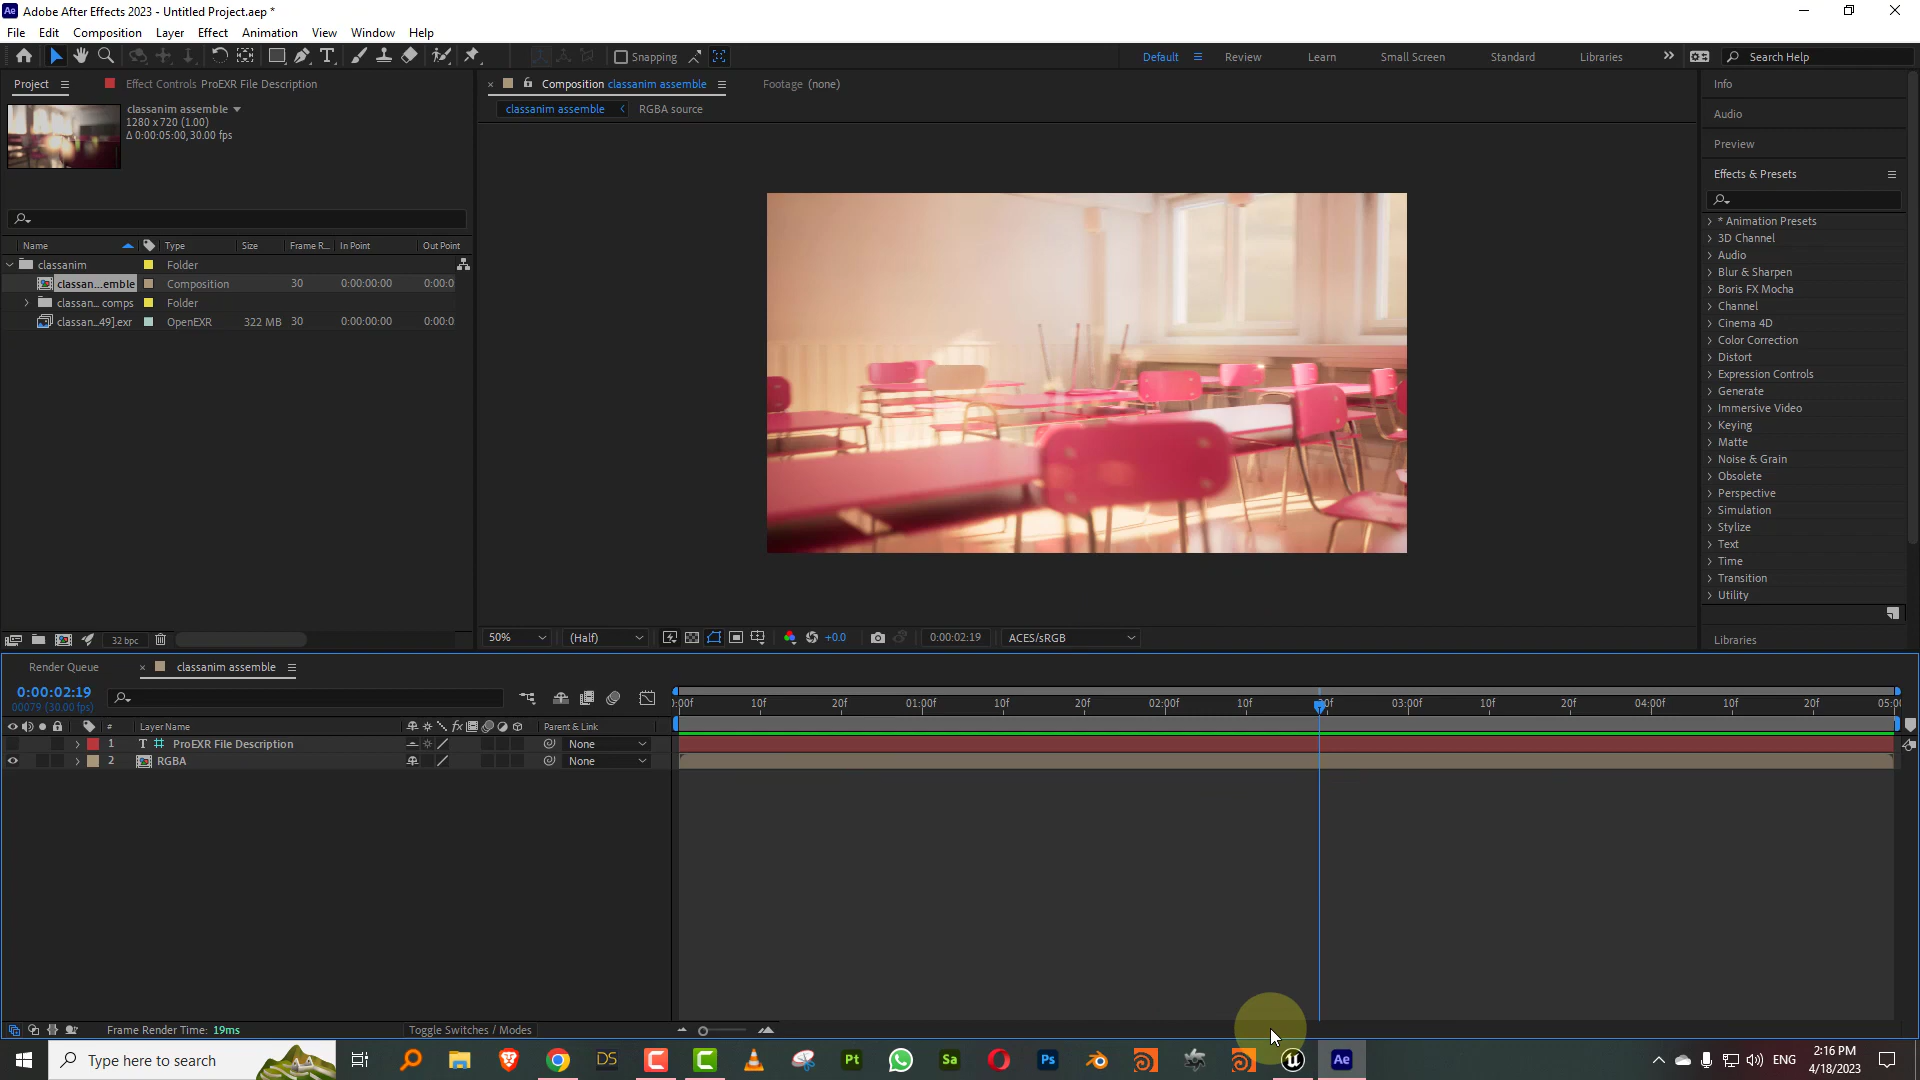 Adobe After Effects 2023 - Untitled Project.aep *
File Edit Composition Layer Effect Animation View Window Help
Snapping Default Review Learn Small Screen Standard Libraries Search Help
Project Effect Controls ProEXR File Description
classanim assemble
1280 x 720 (1.00)
Δ 0:00:05:00, 30.00 fps
Name Type Size Frame R... In Point Out Point
classanim Folder
classan...emble Composition 30 0:00:00:00 0:00:0
classan... comps Folder
classan...49].exr OpenEXR 322 MB 30 0:00:00:00 0:00:0
32 bpc
Composition classanim assemble Footage (none)
classanim assemble RGBA source
50% (Half) +0.0 0:00:02:19 ACES/sRGB
Info
Audio
Preview
Effects & Presets
* Animation Presets
3D Channel
Audio
Blur & Sharpen
Boris FX Mocha
Channel
Cinema 4D
Color Correction
Distort
Expression Controls
Generate
Immersive Video
Keying
Matte
Noise & Grain
Obsolete
Perspective
Simulation
Stylize
Text
Time
Transition
Utility
Libraries
Render Queue classanim assemble
0:00:02:19
00079 (30.00 fps)
:00f 10f 20f 01:00f 10f 20f 02:00f 10f 20f 03:00f 10f 20f 04:00f 10f 20f 05:00
# Layer Name fx Parent & Link
1 T ProEXR File Description None
2 RGBA None
Frame Render Time: 19ms Toggle Switches / Modes
Type here to search DS Pt Sa Ps Ae ENG 2:16 PM
4/18/2023